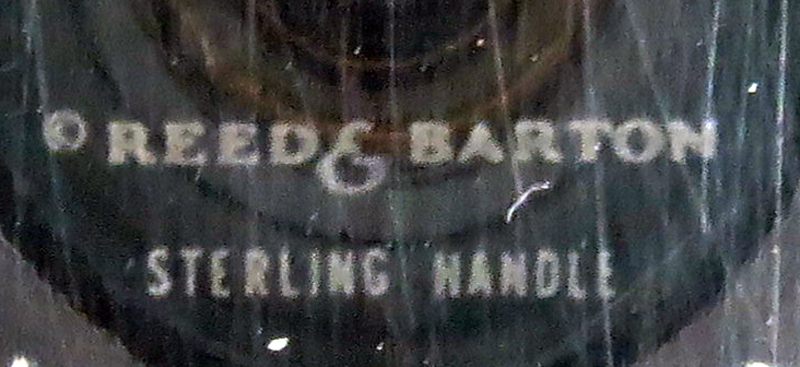 © REED & BARTON
STERLING HANDLE